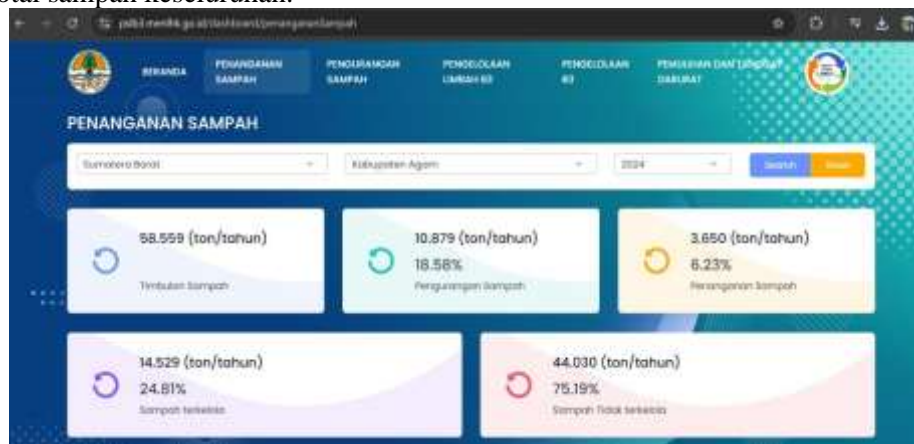 total sampah keseluruhan.
pslb3.menlhk.go.id/dashboard/penangananSampah
BERANDA
PENANGANAN SAMPAH
PENGURANGAN SAMPAH
PENGELOLAAN LIMBAH B3
PENGELOLAAN B3
PEMULIHAN DAN TANGGAP DARURAT
PENANGANAN SAMPAH
Sumatera Barat
Kabupaten Agam
2024
Search
Reset
58.559 (ton/tahun)
Timbulan Sampah
10.879 (ton/tahun)
18.58%
Pengurangan Sampah
3.650 (ton/tahun)
6.23%
Penanganan Sampah
14.529 (ton/tahun)
24.81%
Sampah terkelola
44.030 (ton/tahun)
75.19%
Sampah Tidak terkelola